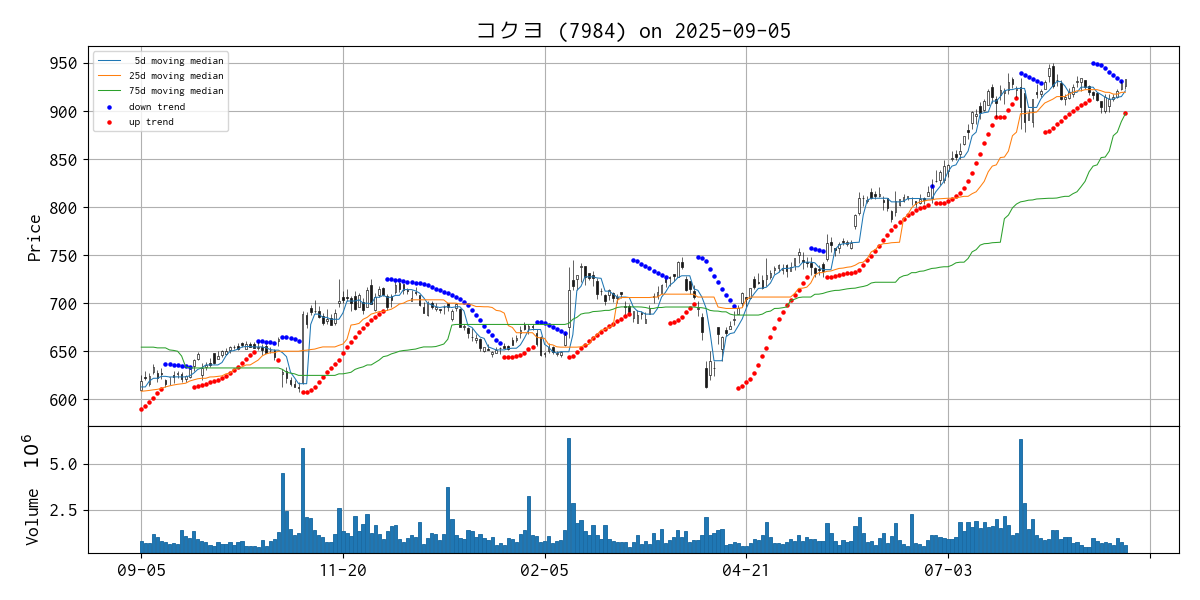 コクヨ (7984) on 2025-09-05
5d moving median
25d moving median
75d moving median
down trend
up trend
Price
950
900
850
800
750
700
650
600
Volume 10^6
5.0
2.5
09-05 11-20 02-05 04-21 07-03